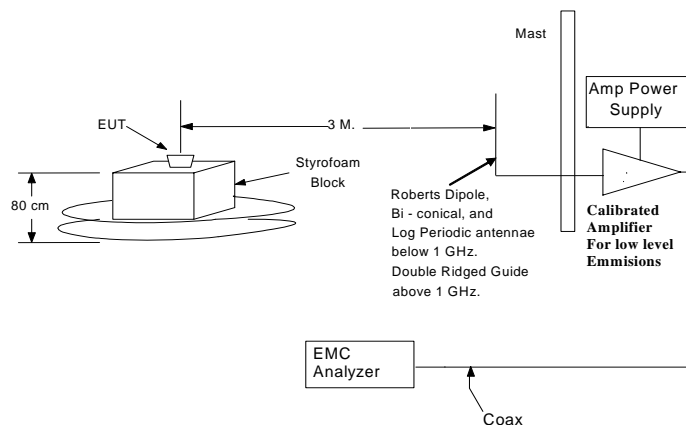 Mast
Amp Power
Supply
EUT
3 M.
Styrofoam
Block
80 cm
Roberts Dipole,
Bi - conical, and
Log Periodic antennae
below 1 GHz.
Double Ridged Guide
above 1 GHz.
Calibrated
Amplifier
For low level
Emmisions
EMC
Analyzer
Coax